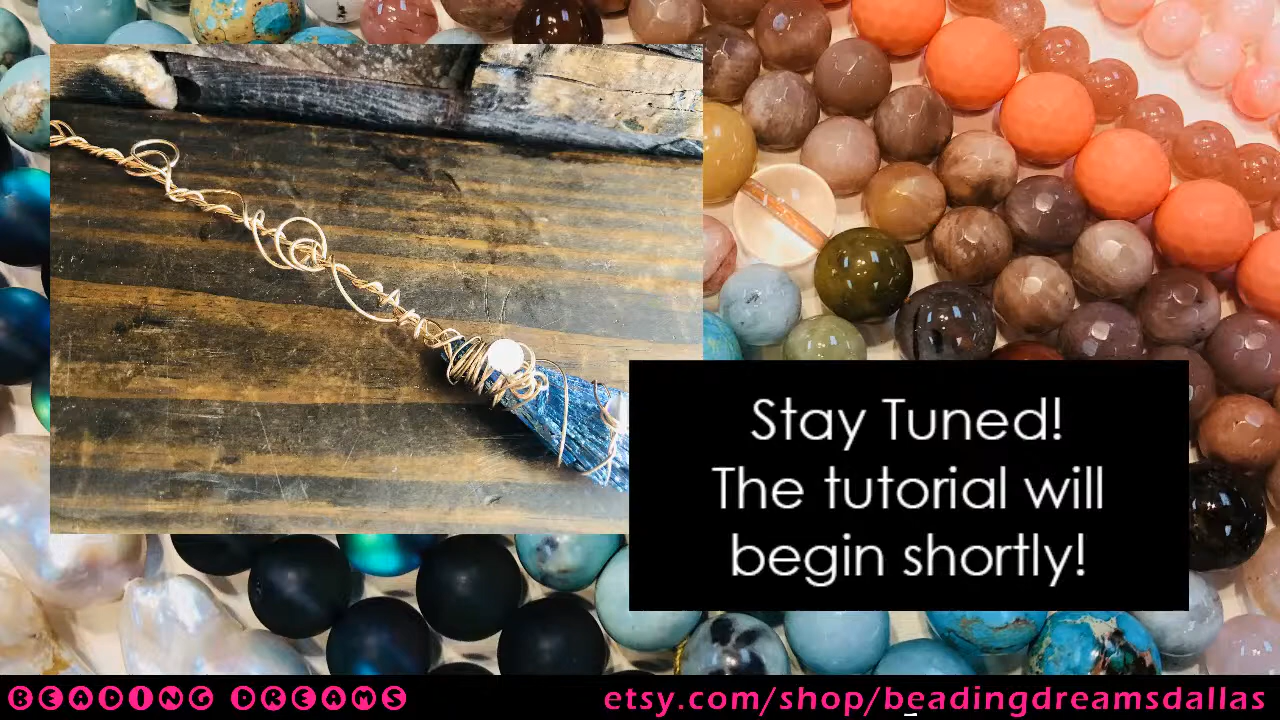 Stay Tuned!
The tutorial will
begin shortly!
BEADING DREAMS
etsy.com/shop/beadingdreamsdallas